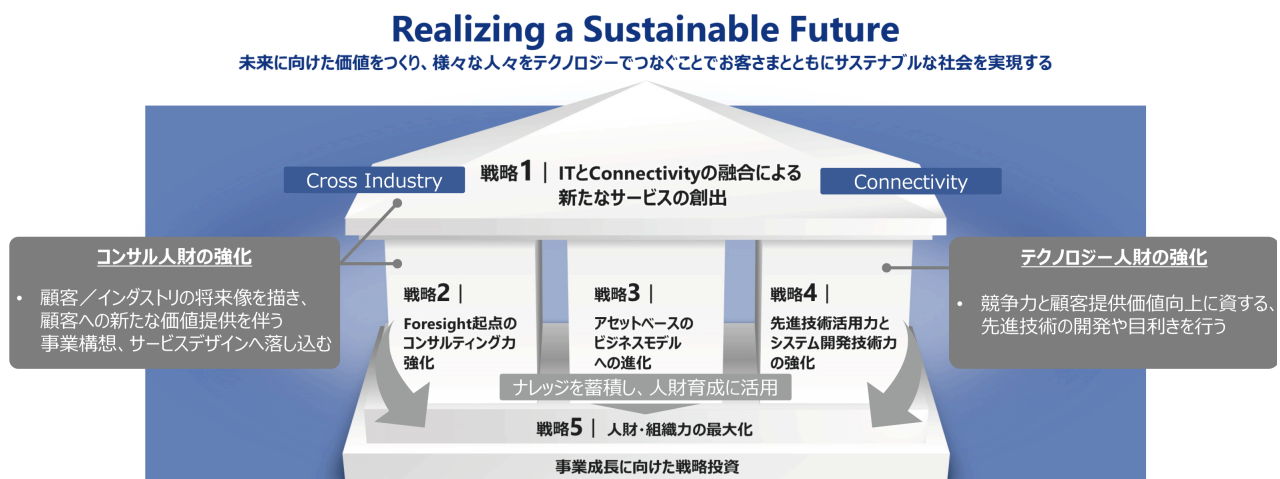 Realizing a Sustainable Future
未来に向けた価値をつくり、様々な人々をテクノロジーでつなぐことでお客さまとともにサステナブルな社会を実現する
戦略1｜ITとConnectivityの融合による
新たなサービスの創出
Cross Industry
Connectivity
コンサル人財の強化
• 顧客／インダストリの将来像を描き、
顧客への新たな価値提供を伴う
事業構想、サービスデザインへ落し込む
戦略2｜
Foresight起点の
コンサルティング力
強化
戦略3｜
アセットベースの
ビジネスモデル
への進化
戦略4｜
先進技術活用力と
システム開発技術力
の強化
テクノロジー人財の強化
• 競争力と顧客提供価値向上に資する、
先進技術の開発や目利きを行う
ナレッジを蓄積し、人財育成に活用
戦略5｜人財・組織力の最大化
事業成長に向けた戦略投資